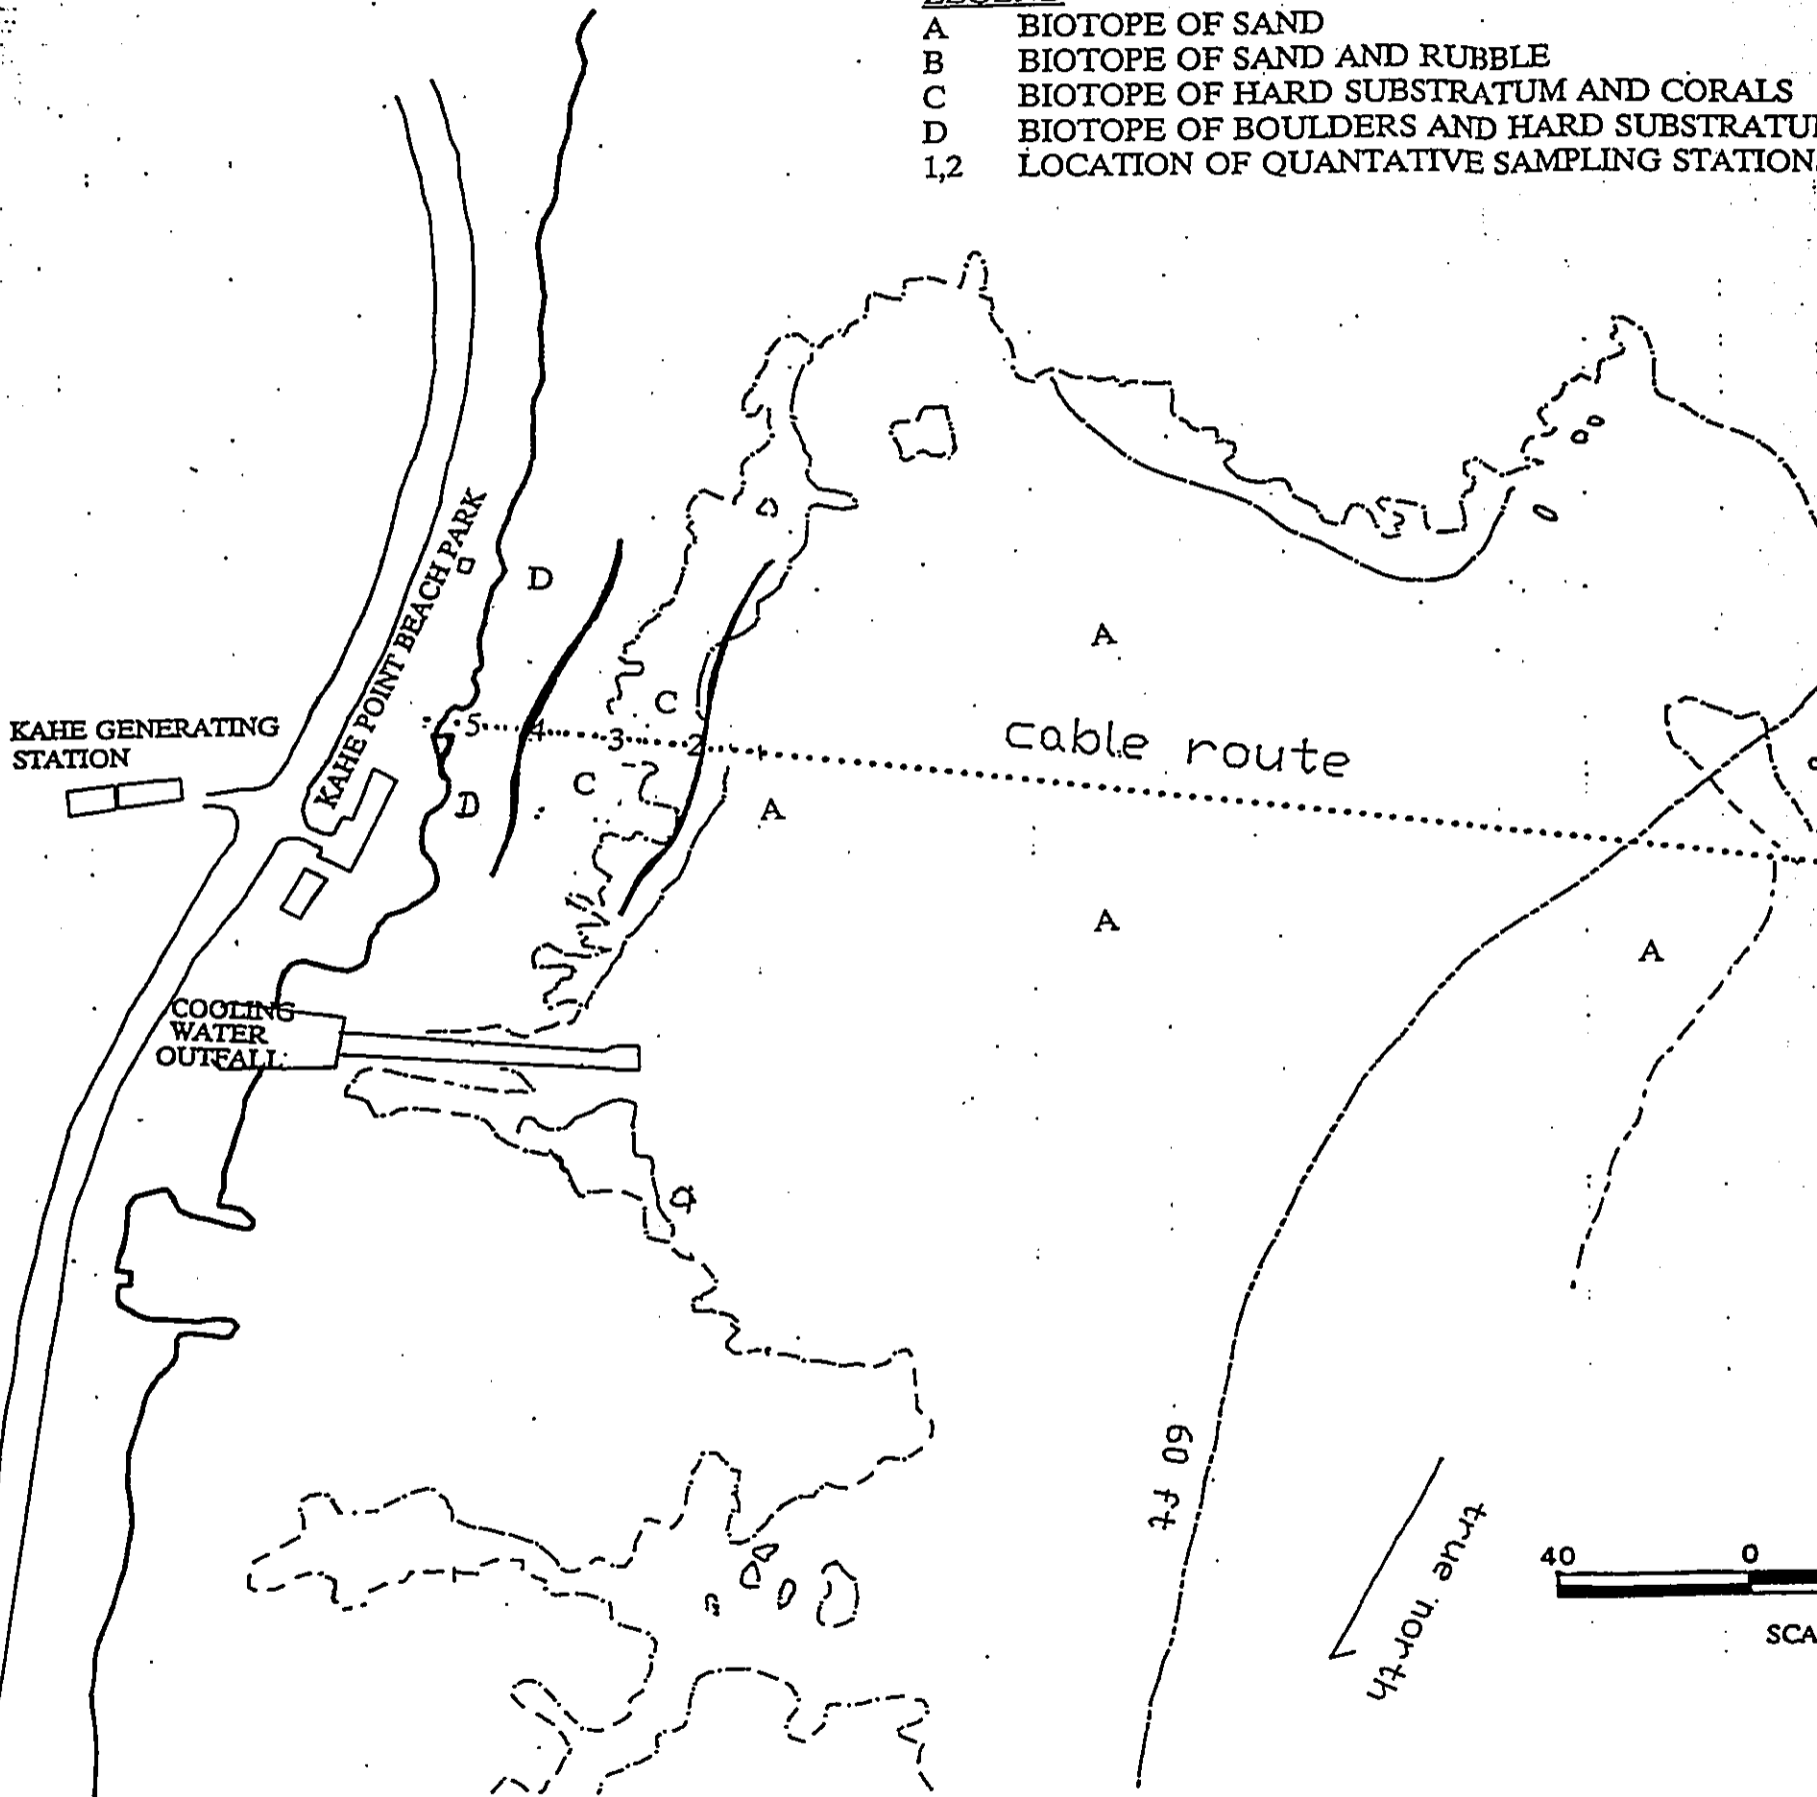 A BIOTOPE OF SAND
B BIOTOPE OF SAND AND RUBBLE
C BIOTOPE OF HARD SUBSTRATUM AND CORALS
D BIOTOPE OF BOULDERS AND HARD
1,2 LOCATION OF QUANTATIVE SAMPLING STATION
KAHE POINT BEACH PARK
D
A
C
KAHE GENERATING
STATION
5 4 3 2
cable route
C
D
A
A
A
COOLING
WATER
OUTFALL
60 ft
true north
40 0